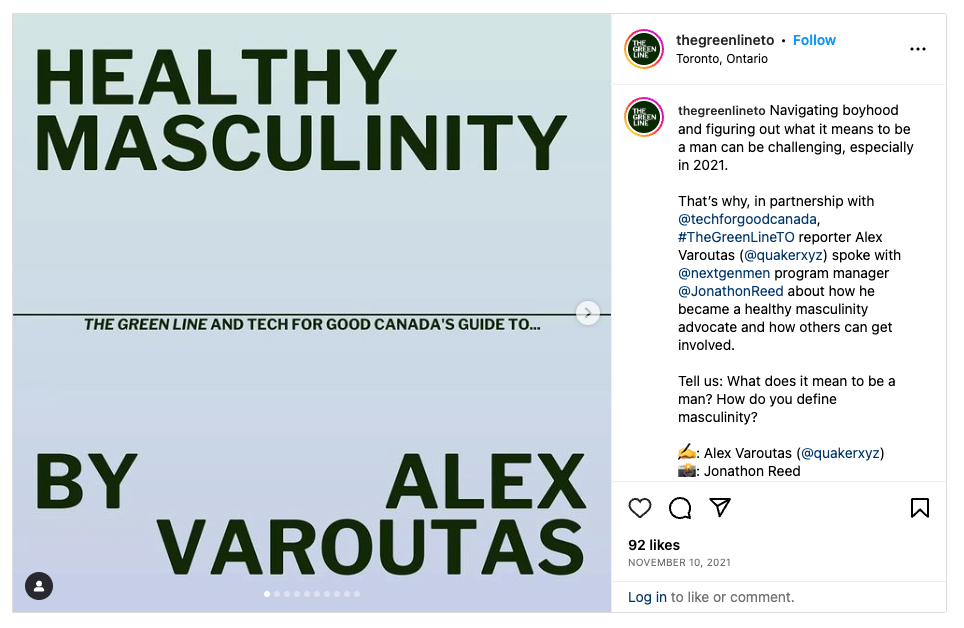 HEALTHY
MASCULINITY
THE GREEN LINE AND TECH FOR GOOD CANADA'S GUIDE TO...
BY ALEX
VAROUTAS
THE
GREEN
LINE
thegreenlineto • Follow
Toronto, Ontario
THE
GREEN
LINE
thegreenlineto Navigating boyhood
and figuring out what it means to be
a man can be challenging, especially
in 2021.
That’s why, in partnership with
@techforgoodcanada,
#TheGreenLineTO reporter Alex
Varoutas (@quakerxyz) spoke with
@nextgenmen program manager
@JonathonReed about how he
became a healthy masculinity
advocate and how others can get
involved.
Tell us: What does it mean to be a
man? How do you define
masculinity?
✍️: Alex Varoutas (@quakerxyz)
📸: Jonathon Reed
92 likes
NOVEMBER 10, 2021
Log in to like or comment.